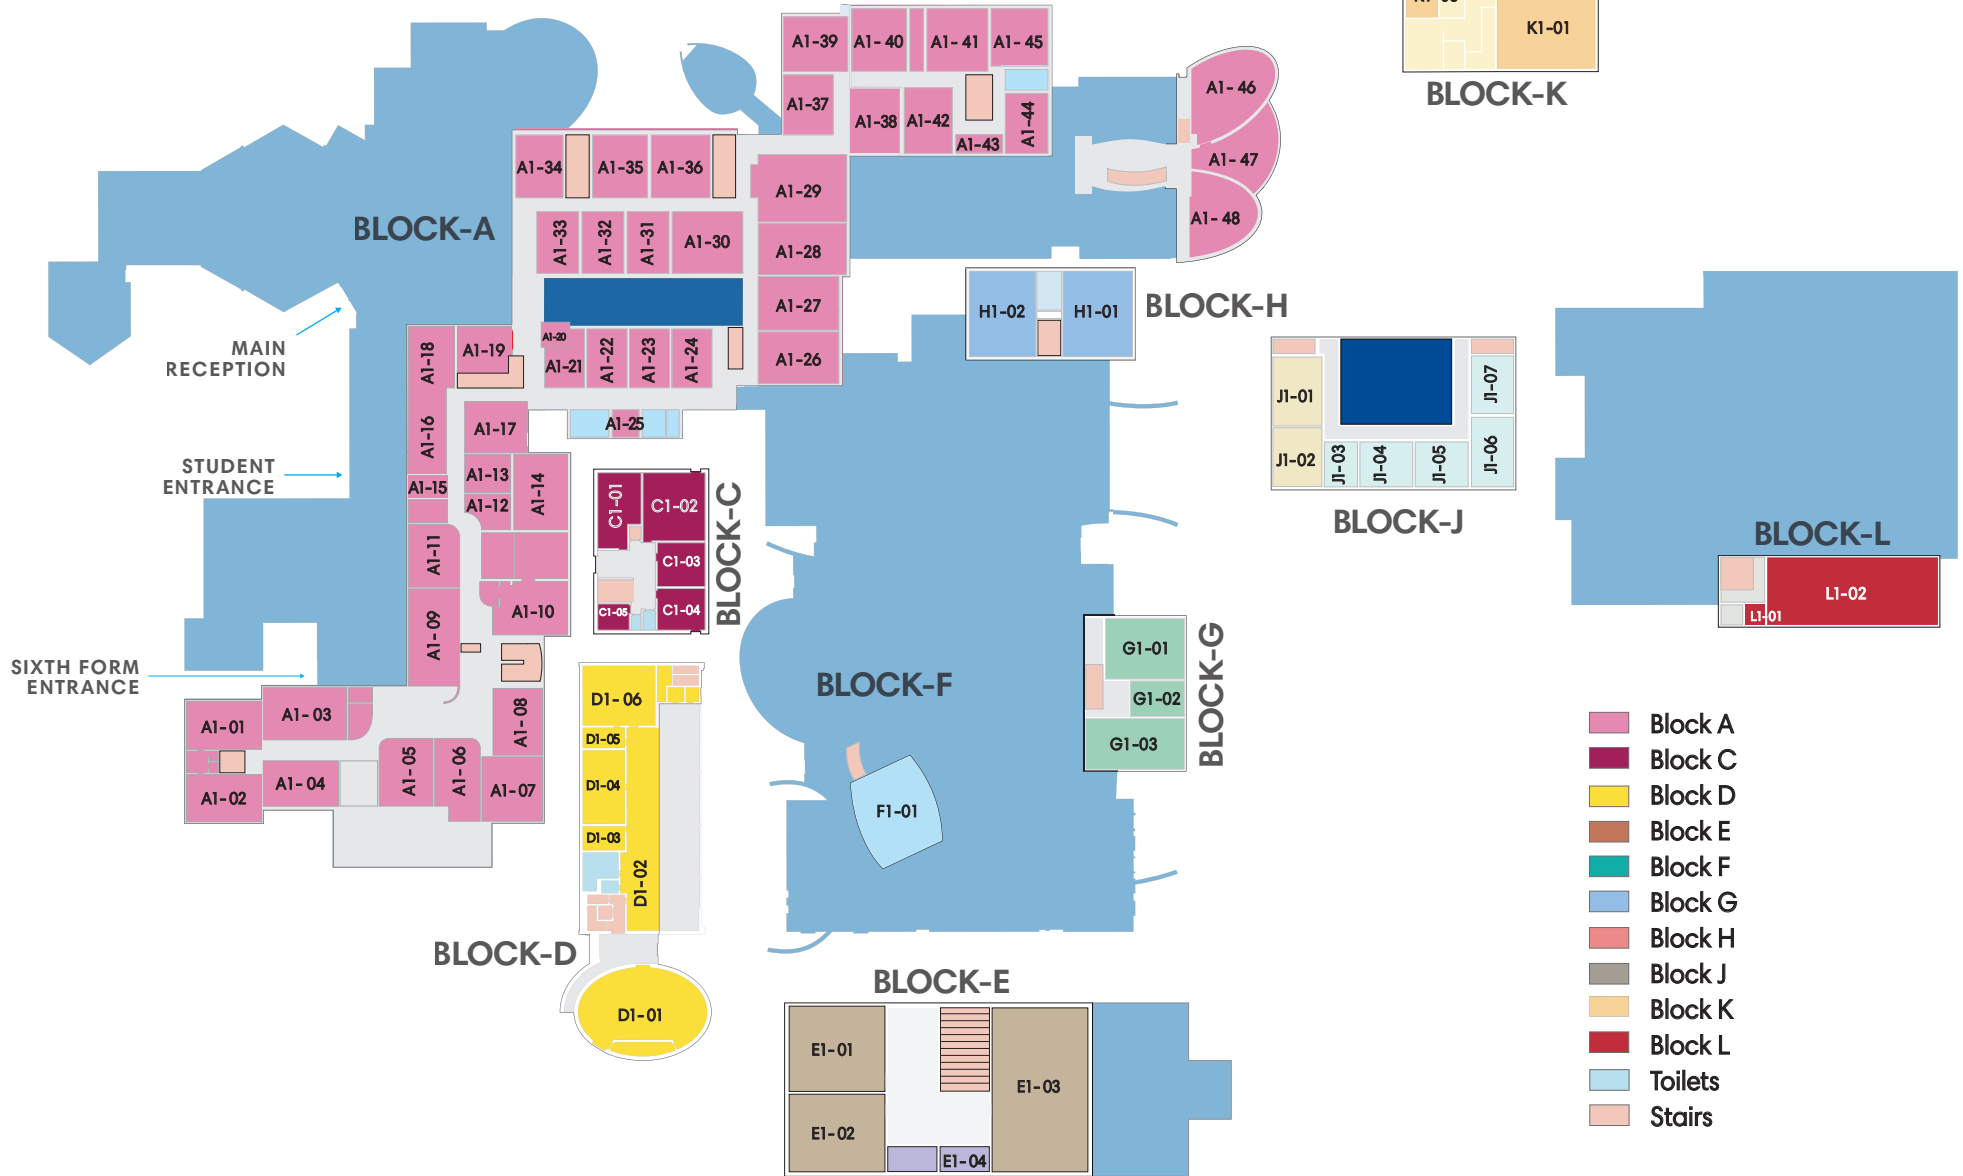 K1-01
BLOCK-K
A1-39
A1- 40
A1- 41
A1- 45
A1-37
A1-38
A1-42
A1-43
A1-44
A1- 46
A1- 47
A1- 48
A1-34
A1-35
A1-36
A1-29
BLOCK-A
A1-33
A1-32
A1-31
A1-30
A1-28
A1-27
A1-26
A1-20
A1-21
A1-22
A1-23
A1-24
A1-25
MAIN
RECEPTION
A1-18
A1-19
A1-16
A1-17
STUDENT
ENTRANCE
A1-15
A1-13
A1-12
A1-14
A1-11
A1-10
A1- 09
SIXTH FORM
ENTRANCE
A1- 01
A1- 03
A1- 08
A1- 02
A1- 04
A1- 05
A1- 06
A1- 07
H1-02
H1-01
BLOCK-H
J1-01
J1-02
J1-03
J1-04
J1-05
J1-06
J1-07
BLOCK-J
BLOCK-L
L1-01
L1-02
C1-01
C1-02
C1-03
C1-04
C1-05
BLOCK-C
BLOCK-F
F1-01
G1-01
G1-02
G1-03
BLOCK-G
D1- 06
D1-05
D1-04
D1-03
D1-02
BLOCK-D
D1-01
BLOCK-E
E1-01
E1-02
E1-03
E1-04
Block A
Block C
Block D
Block E
Block F
Block G
Block H
Block J
Block K
Block L
Toilets
Stairs